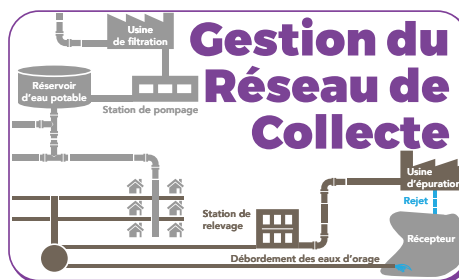 Gestion du
Réseau de
Collecte
Usine
de filtration
Réservoir
d'eau potable
Station de pompage
Usine
d'épuration
Rejet
Station de
relevage
Récepteur
Débordement des eaux d'orage